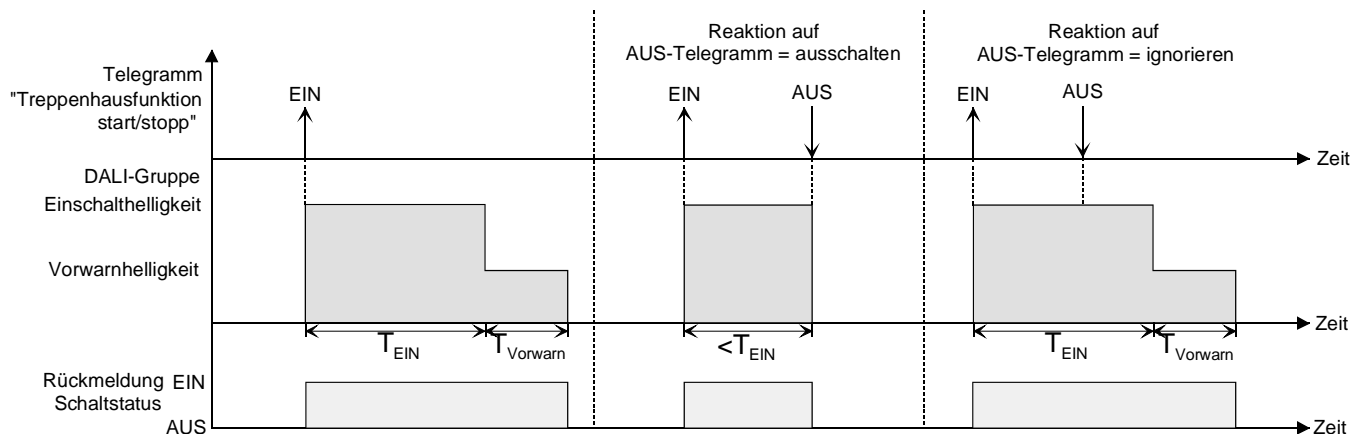 Reaktion auf
AUS-Telegramm = ausschalten
Reaktion auf
AUS-Telegramm = ignorieren
Telegramm
"Treppenhausfunktion
start/stopp"
EIN
EIN
AUS
EIN
AUS
Zeit
DALI-Gruppe
Einschalthelligkeit
Vorwarnhelligkeit
Zeit
TEIN
TVorwarn
<TEIN
TEIN
TVorwarn
Rückmeldung EIN
Schaltstatus
AUS
Zeit